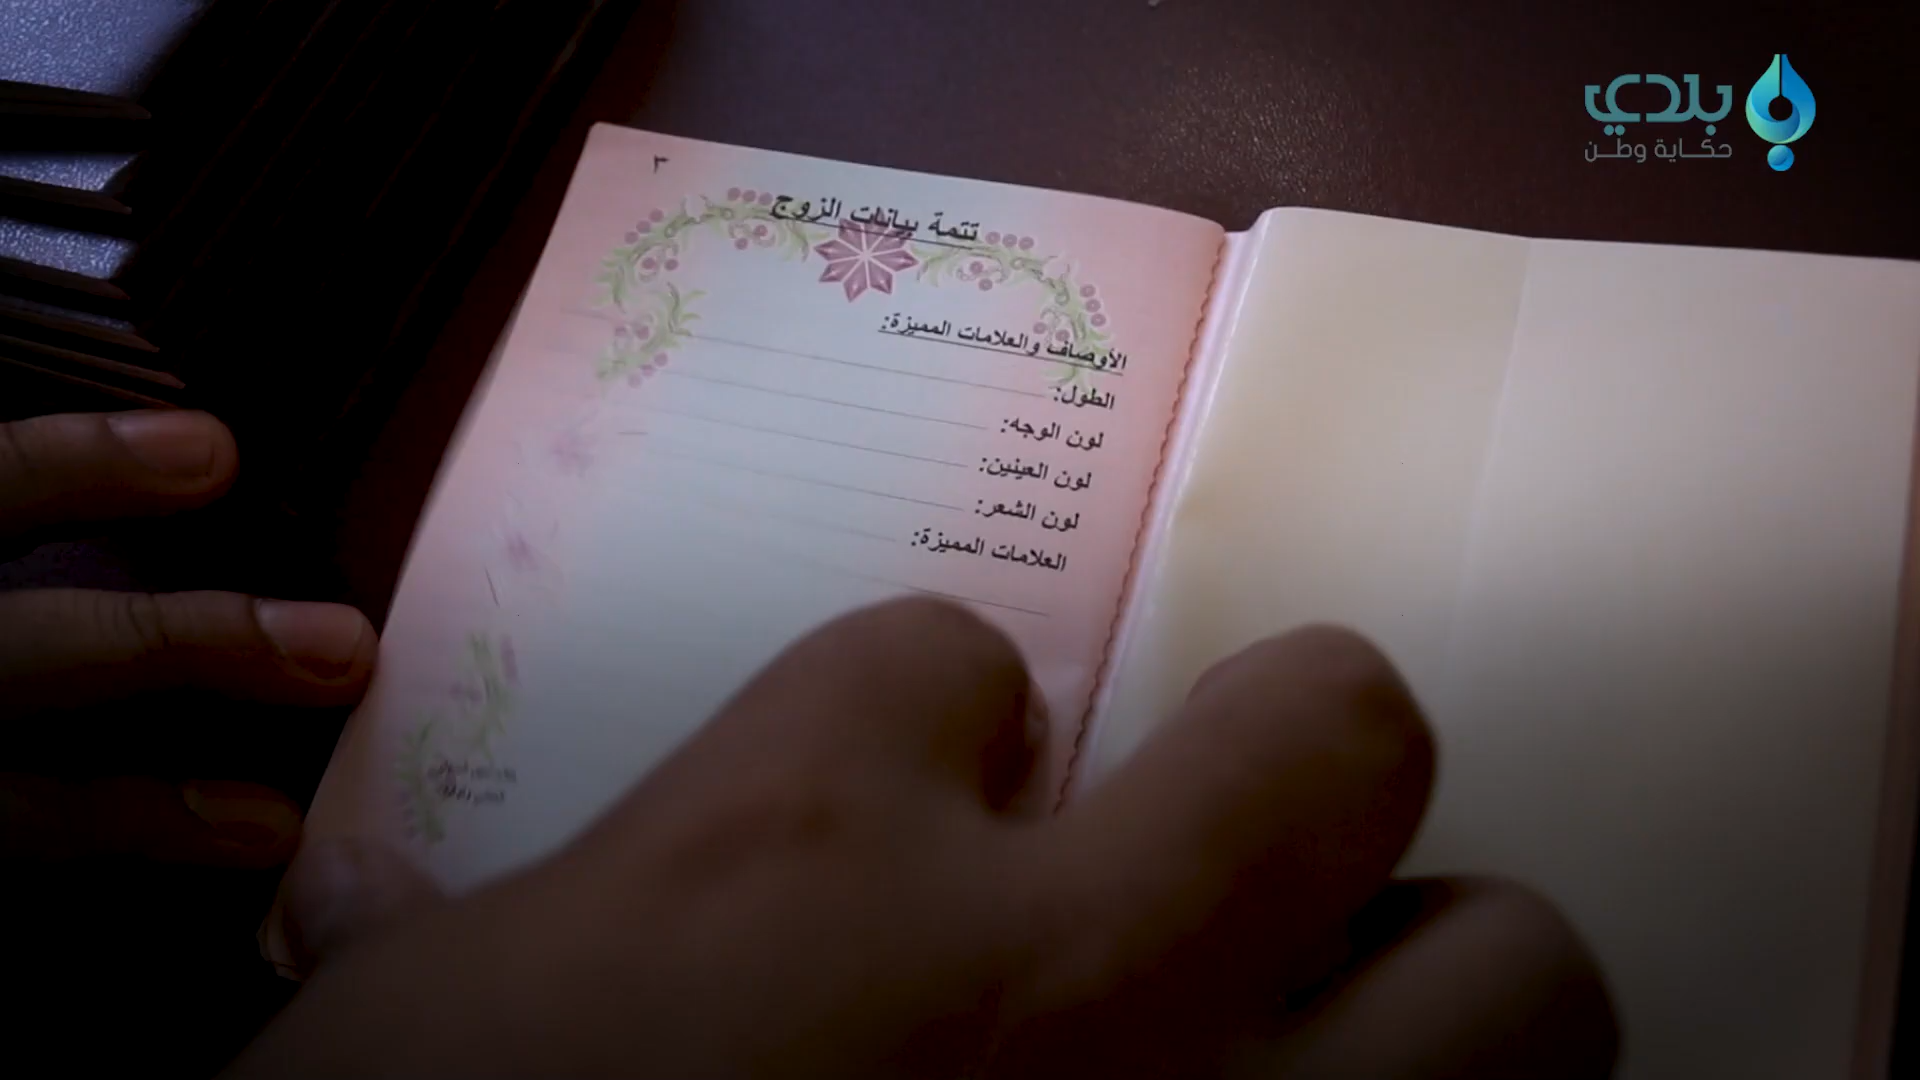 بلدي
حكاية وطن
٣
تتمة بيانات الزوج
الأوصاف والعلامات المميزة:
الطول:
لون الوجه:
لون العينين:
لون الشعر:
العلامات المميزة: